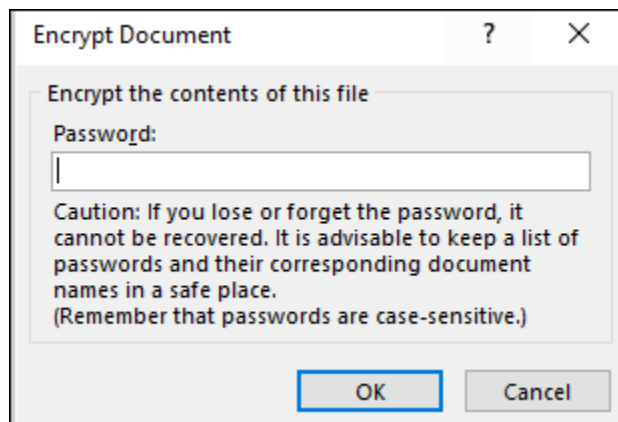 Encrypt Document
Encrypt the contents of this file
Password:
Caution: If you lose or forget the password, it
cannot be recovered. It is advisable to keep a list of
passwords and their corresponding document
names in a safe place.
(Remember that passwords are case-sensitive.)
OK Cancel